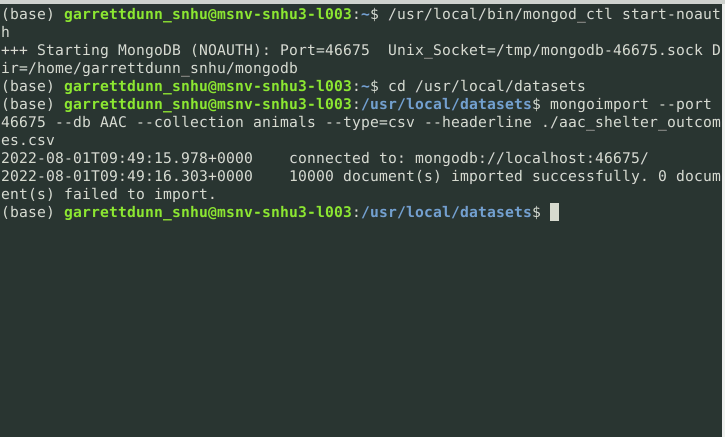 (base) garrettdunn_snhu@msnv-snhu3-l003:~$ /usr/local/bin/mongod_ctl start-noaut
h
+++ Starting MongoDB (NOAUTH): Port=46675  Unix_Socket=/tmp/mongodb-46675.sock D
ir=/home/garrettdunn_snhu/mongodb
(base) garrettdunn_snhu@msnv-snhu3-l003:~$ cd /usr/local/datasets
(base) garrettdunn_snhu@msnv-snhu3-l003:/usr/local/datasets$ mongoimport --port 
46675 --db AAC --collection animals --type=csv --headerline ./aac_shelter_outco
mes.csv
2022-08-01T09:49:15.978+0000    connected to: mongodb://localhost:46675/
2022-08-01T09:49:16.303+0000    10000 document(s) imported successfully. 0 docum
ent(s) failed to import.
(base) garrettdunn_snhu@msnv-snhu3-l003:/usr/local/datasets$